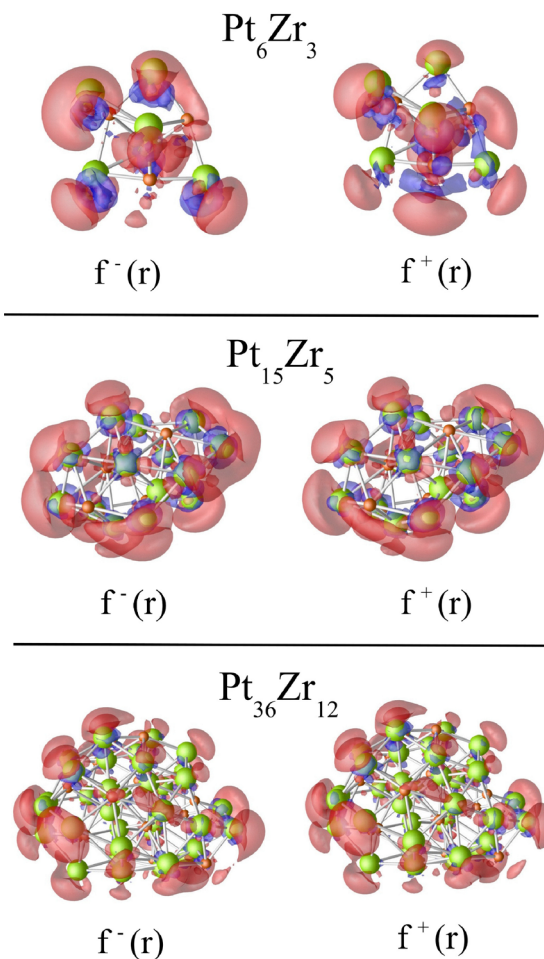 Pt₆Zr₃
f⁻(r) f⁺(r)
Pt₁₅Zr₅
f⁻(r) f⁺(r)
Pt₃₆Zr₁₂
f⁻(r) f⁺(r)